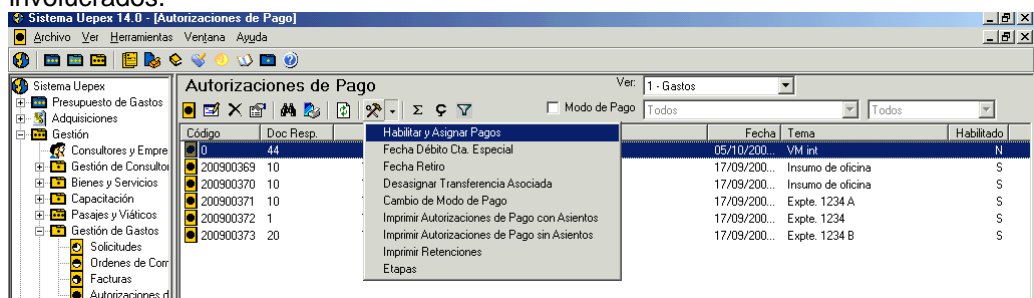 involucrados.
Sistema Uepex 14.0 - [Autorizaciones de Pago]
Archivo Ver Herramientas Ventana Ayuda
Sistema Uepex
Presupuesto de Gastos
Adquisiciones
Gestión
Consultores y Empre
Gestión de Consultor
Bienes y Servicios
Capacitación
Pasajes y Viáticos
Gestión de Gastos
Solicitudes
Ordenes de Com
Facturas
Autorizaciones d
Autorizaciones de Pago Ver: 1 - Gastos
Modo de Pago Todos Todos
Código Doc Resp. Fecha Tema Habilitado
0 44 05/10/200... VM int N
200900369 10 17/09/200... Insumo de oficina S
200900370 10 17/09/200... Insumo de oficina S
200900371 10 17/09/200... Expte. 1234 A S
200900372 1 17/09/200... Expte. 1234 S
200900373 20 17/09/200... Expte. 1234 B S
Habilitar y Asignar Pagos
Fecha Débito Cta. Especial
Fecha Retiro
Desasignar Transferencia Asociada
Cambio de Modo de Pago
Imprimir Autorizaciones de Pago con Asientos
Imprimir Autorizaciones de Pago sin Asientos
Imprimir Retenciones
Etapas